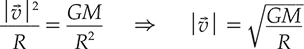 |v⃗|²/R = GM/R² ⇒ |v⃗| = √(GM/R)